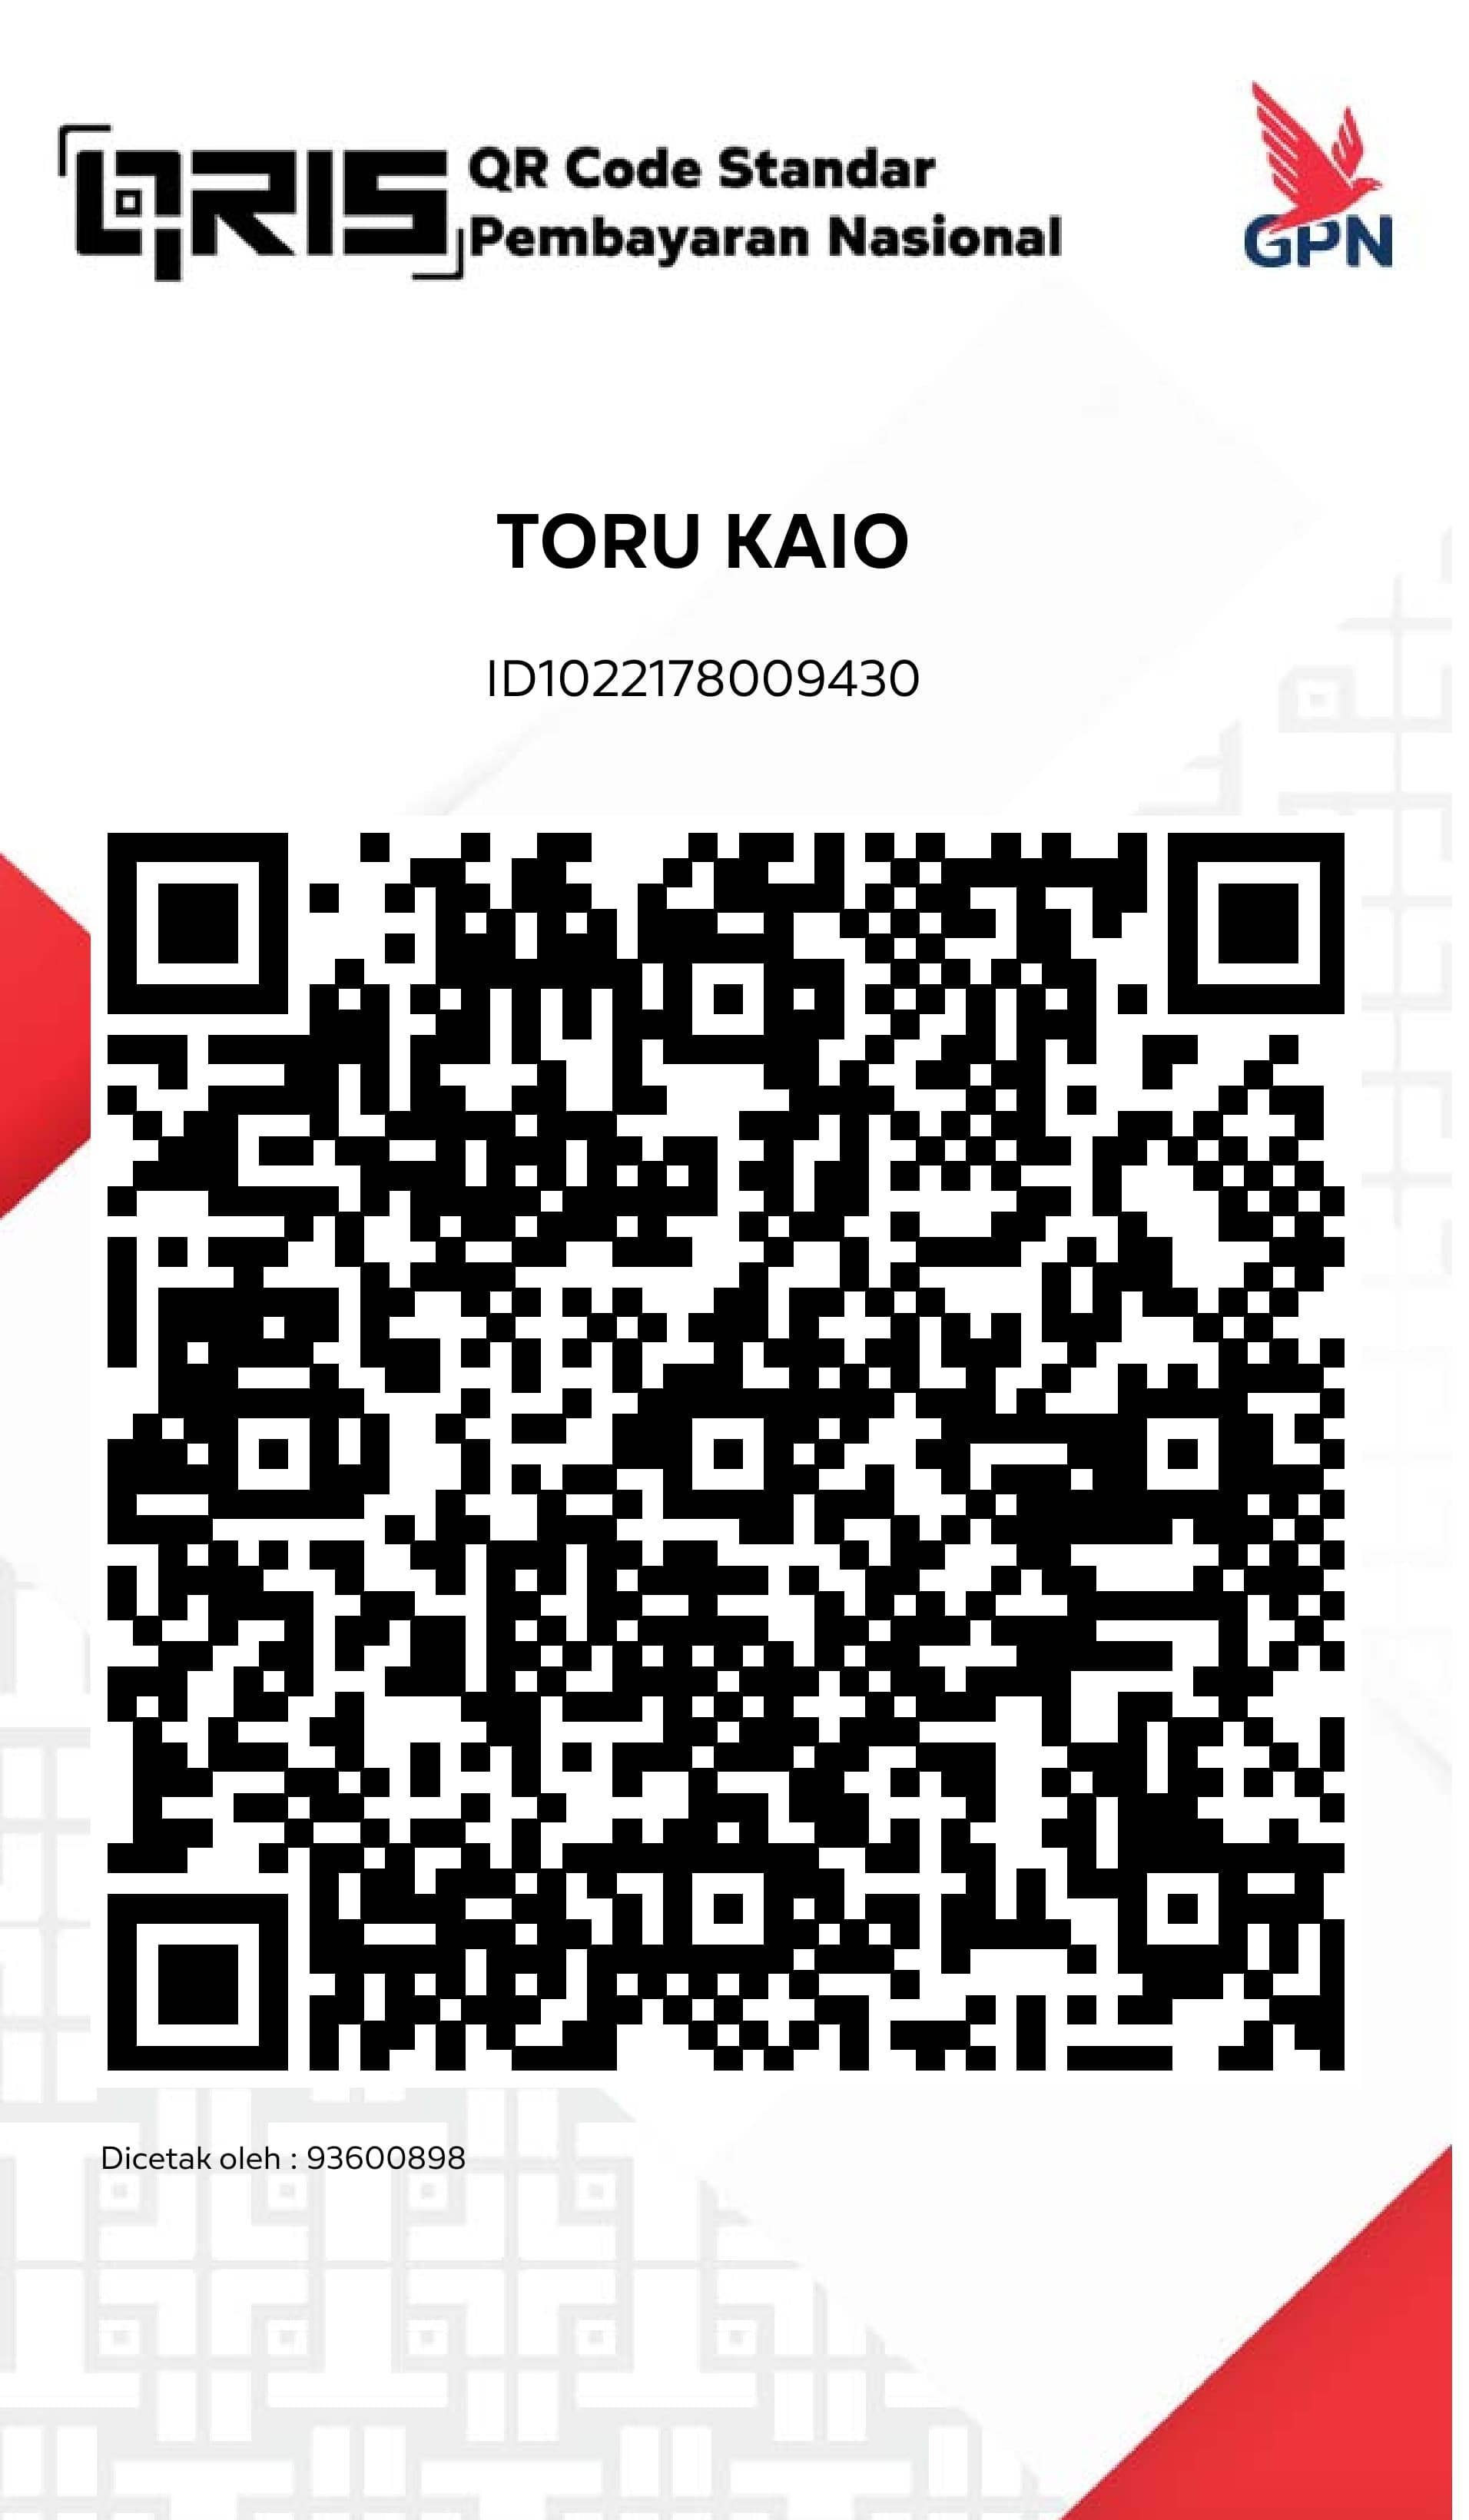 QRIS QR Code Standar
Pembayaran Nasional
GPN
TORU KAIO
ID1022178009430
Dicetak oleh : 93600898